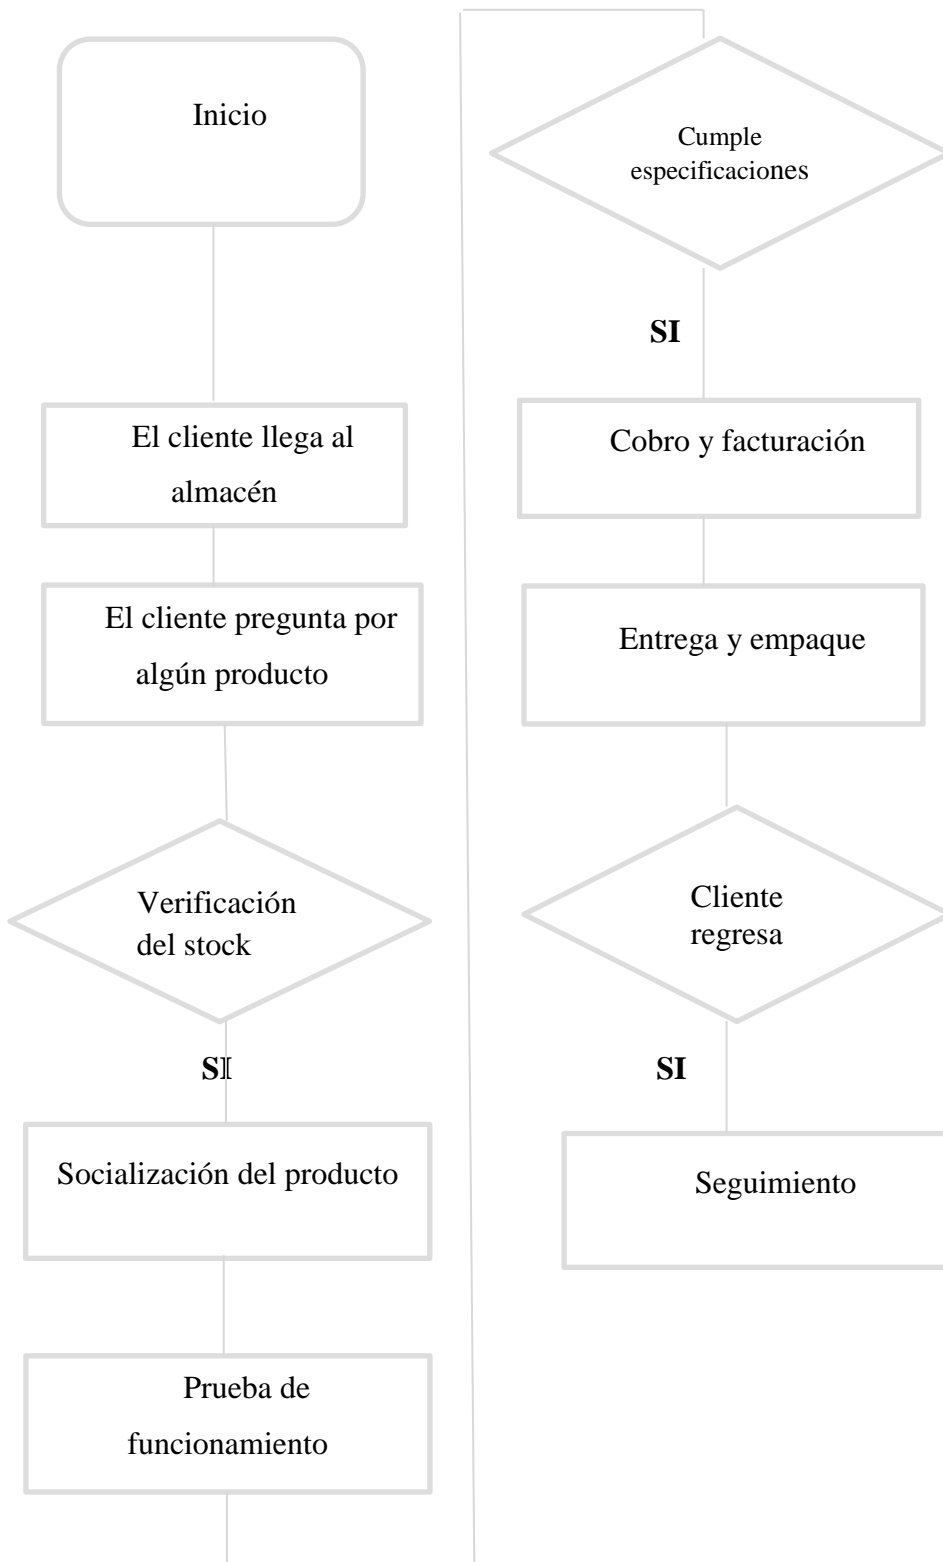 Inicio
El cliente llega al
almacén
El cliente pregunta por
algún producto
Verificación
del stock
SI
Socialización del producto
Prueba de
funcionamiento
Cumple
especificaciones
SI
Cobro y facturación
Entrega y empaque
Cliente
regresa
SI
Seguimiento